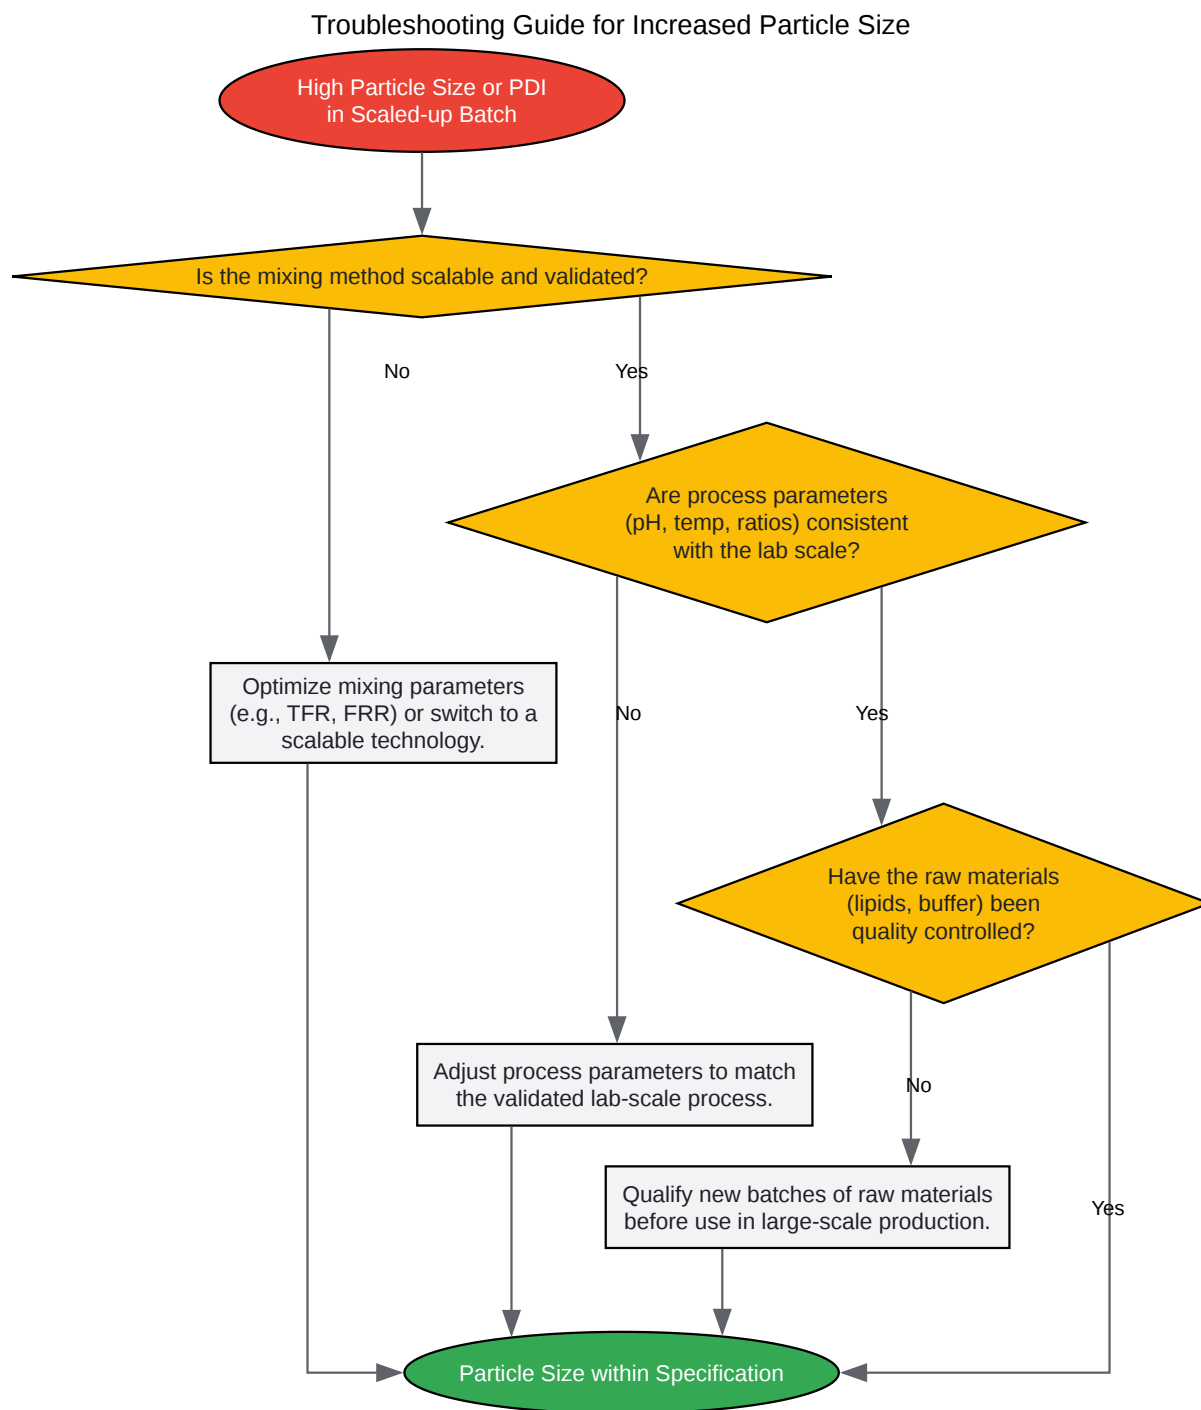 Troubleshooting Guide for Increased Particle Size
High Particle Size or PDI
in Scaled-up Batch
Is the mixing method scalable and validated?
No
Yes
Are process parameters
(pH, temp, ratios) consistent
with the lab scale?
Optimize mixing parameters
(e.g., TFR, FRR) or switch to a
scalable technology.
No
Yes
Have the raw materials
(lipids, buffer) been
quality controlled?
Adjust process parameters to match
the validated lab-scale process.
No
Qualify new batches of raw materials
before use in large-scale production.
Yes
Particle Size within Specification